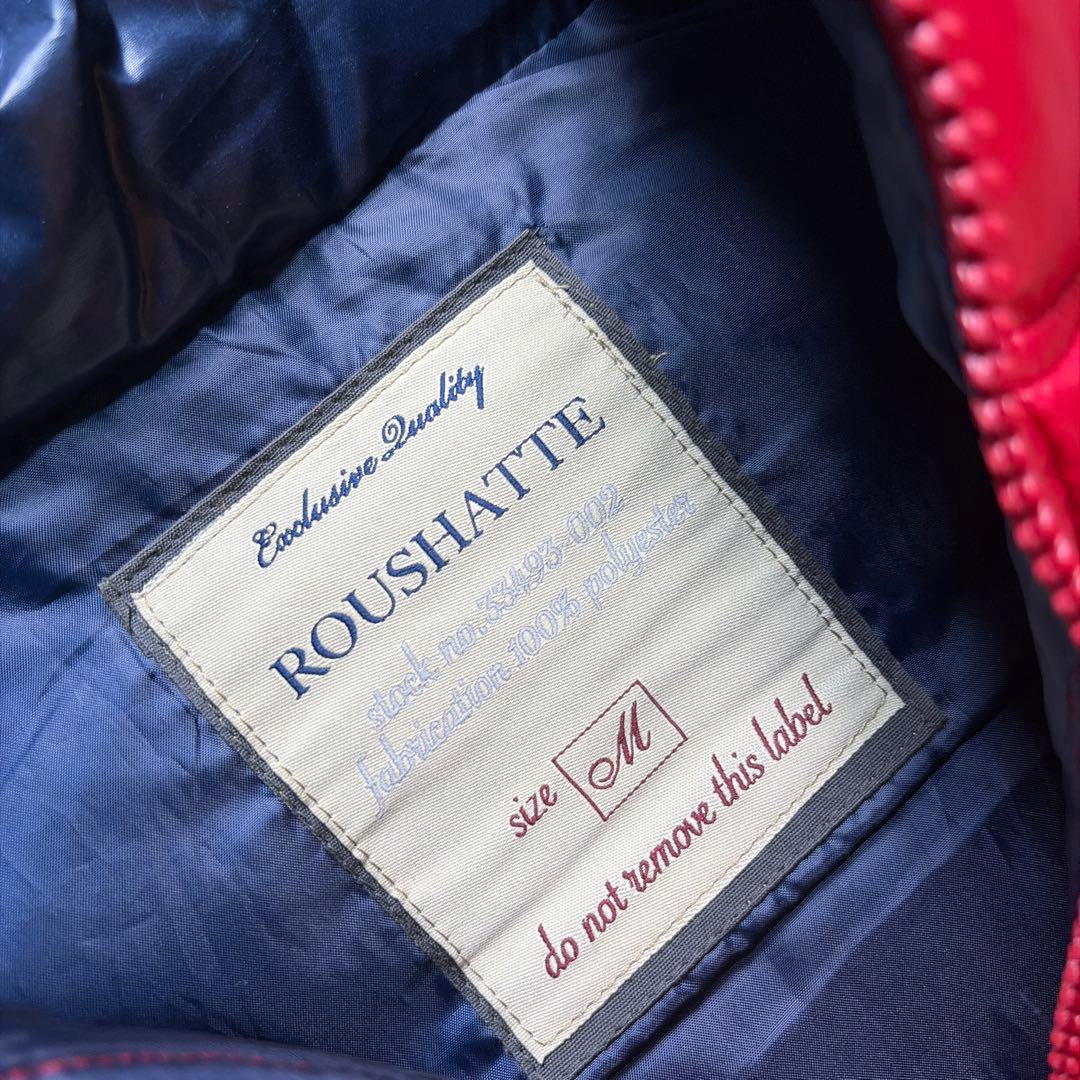 Exclusive Quality
ROUSHATTE
stock no.33493-002
fabrication 100% polyester
size M
do not remove this label